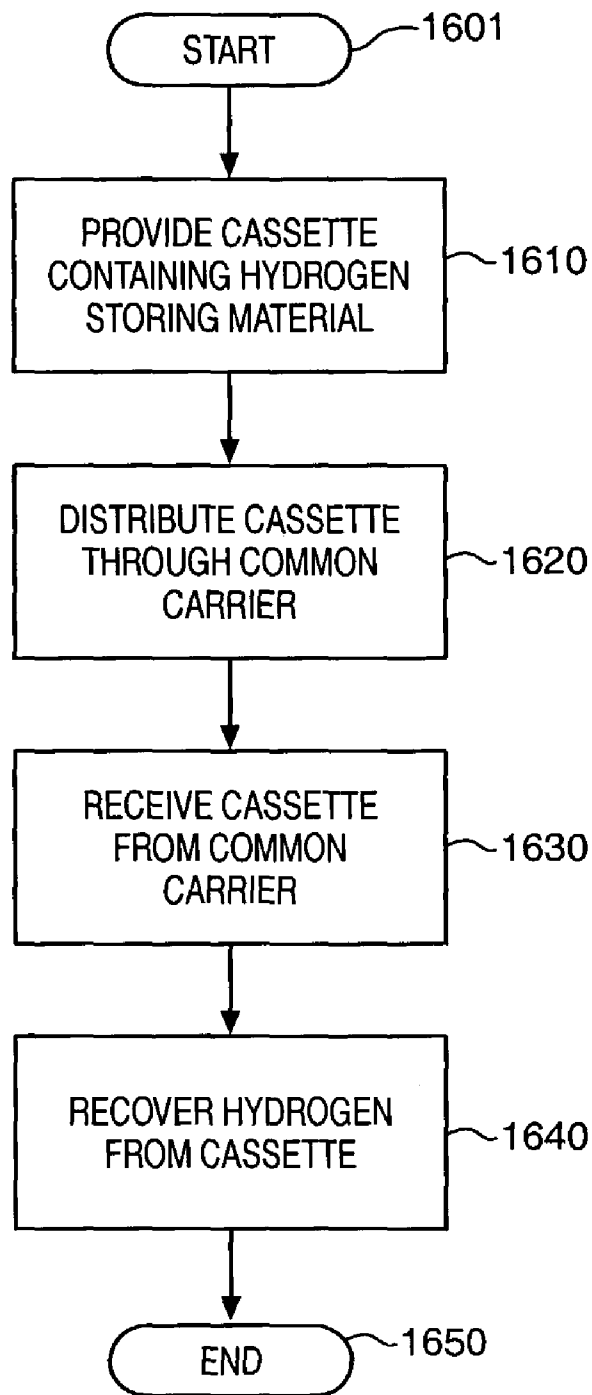 START
1601
PROVIDE CASSETTE
CONTAINING HYDROGEN
STORING MATERIAL
1610
DISTRIBUTE CASSETTE
THROUGH COMMON
CARRIER
1620
RECEIVE CASSETTE
FROM COMMON
CARRIER
1630
RECOVER HYDROGEN
FROM CASSETTE
1640
END
1650